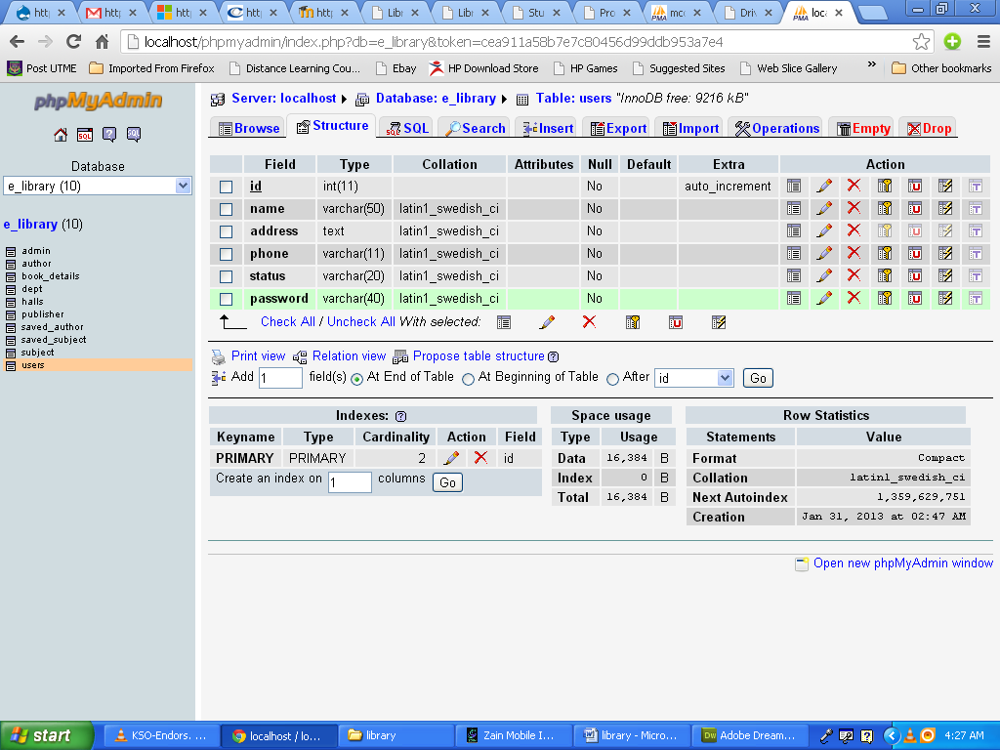 http
http
http
http
http
Libr
Libr
Stu
Pro
mc
Driv
loca
localhost/phpmyadmin/index.php?db=e_library&token=cea911a58b7e7c80456d99ddb953a7e4
Post UTME Imported From Firefox Distance Learning Cou... Ebay HP Download Store HP Games Suggested Sites Web Slice Gallery » Other bookmarks
phpMyAdmin
SQL
Database
e_library (10)
e_library (10)
admin
author
book_details
dept
halls
publisher
saved_author
saved_subject
subject
users
Server: localhost Database: e_library Table: users "InnoDB free: 9216 kB"
Browse Structure SQL Search Insert Export Import Operations Empty Drop
Field Type Collation Attributes Null Default Extra Action
id int(11) No auto_increment
name varchar(50) latin1_swedish_ci No
address text latin1_swedish_ci No
phone varchar(11) latin1_swedish_ci No
status varchar(20) latin1_swedish_ci No
password varchar(40) latin1_swedish_ci No
Check All / Uncheck All With selected:
Print view Relation view Propose table structure
Add 1 field(s) At End of Table At Beginning of Table After id Go
Indexes:
Keyname Type Cardinality Action Field
PRIMARY PRIMARY 2 id
Create an index on 1 columns Go
Space usage
Type Usage
Data 16,384 B
Index 0 B
Total 16,384 B
Row Statistics
Statements Value
Format Compact
Collation latin1_swedish_ci
Next Autoindex 1,359,629,751
Creation Jan 31, 2013 at 02:47 AM
Open new phpMyAdmin window
start KSO-Endors. ... localhost / lo... library Zain Mobile I... library - Micro... Adobe Dream... 4:27 AM